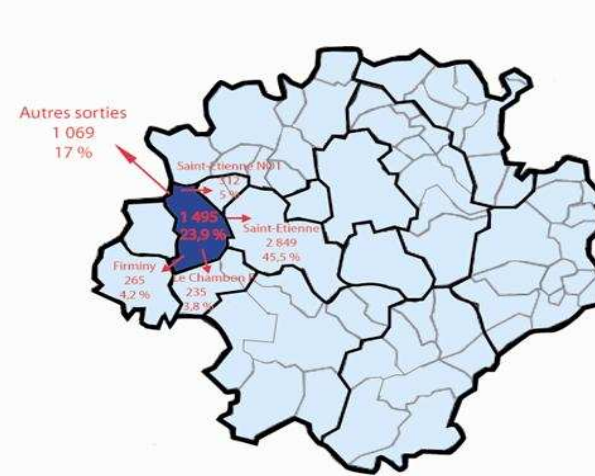 Autres sorties
1 069
17 %
Saint-Etienne NO1
312
5 %
1 495
23,9 %
Saint-Etienne
2 849
45,5 %
Firminy
265
4,2 %
Le Chambon F
235
3,8 %